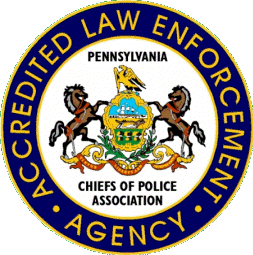 • ACCREDITED LAW ENFORCEMENT •
AGENCY
PENNSYLVANIA
CHIEFS OF POLICE
ASSOCIATION